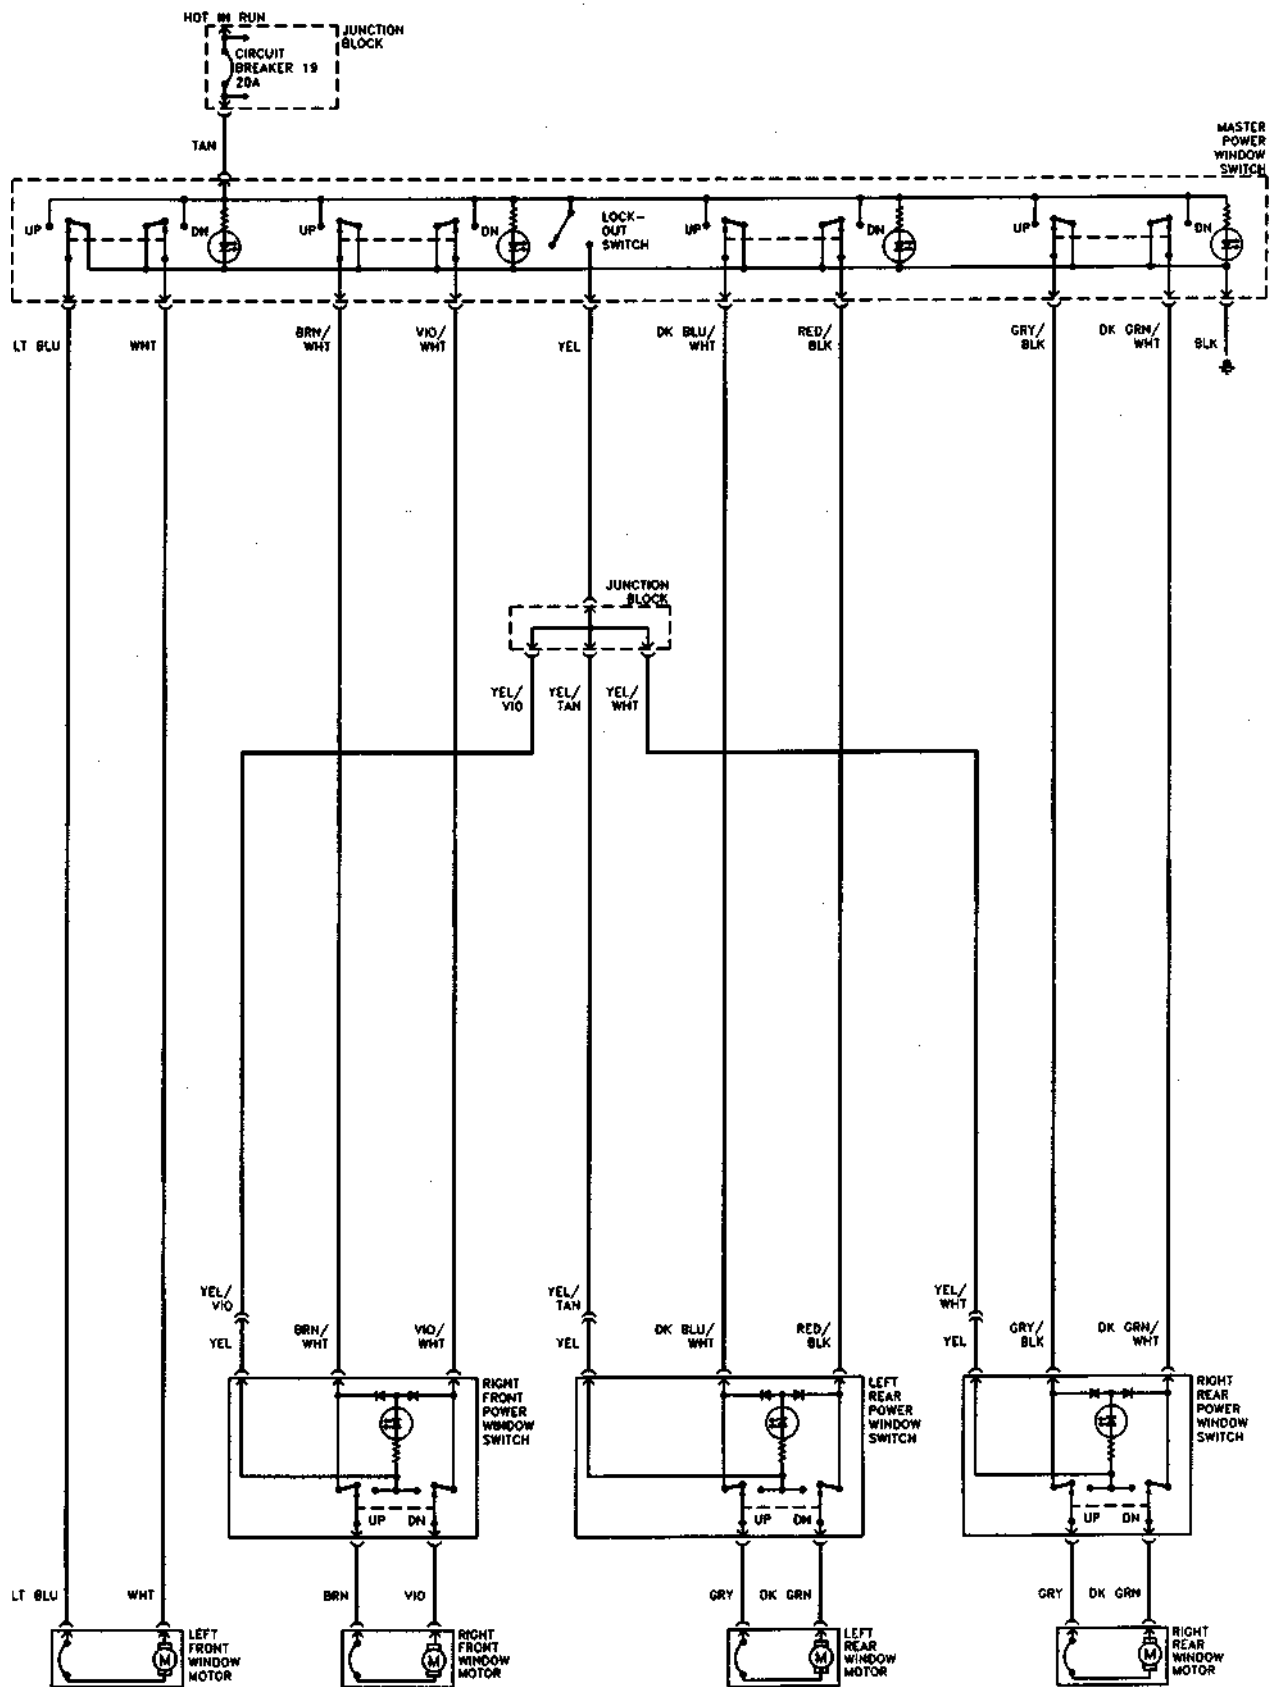 HOT IN RUN
JUNCTION
BLOCK
CIRCUIT
BREAKER 19
20A
TAN
MASTER
POWER
WINDOW
SWITCH
UP
DN
UP
DN
LOCK-
OUT
SWITCH
UP
DN
UP
DN
LT BLU
WHT
BRN/
WHT
VIO/
WHT
YEL
DK BLU/
WHT
RED/
BLK
GRY/
BLK
DK GRN/
WHT
BLK
JUNCTION
BLOCK
YEL/
VIO
YEL/
TAN
YEL/
WHT
YEL/
VIO
YEL
BRN/
WHT
VIO/
WHT
YEL/
TAN
YEL
DK BLU/
WHT
RED/
BLK
YEL/
WHT
YEL
GRY/
BLK
DK GRN/
WHT
RIGHT
FRONT
POWER
WINDOW
SWITCH
UP
DN
LEFT
REAR
POWER
WINDOW
SWITCH
UP
DN
RIGHT
REAR
POWER
WINDOW
SWITCH
UP
DN
LT BLU
WHT
BRN
VIO
GRY
DK GRN
GRY
DK GRN
M
LEFT
FRONT
WINDOW
MOTOR
M
RIGHT
FRONT
WINDOW
MOTOR
M
LEFT
REAR
WINDOW
MOTOR
M
RIGHT
REAR
WINDOW
MOTOR